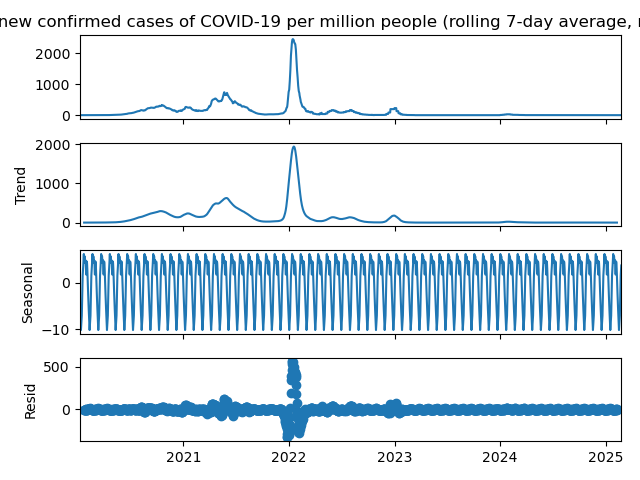 new confirmed cases of COVID-19 per million people (rolling 7-day average,
2000
1000
0
Trend
2000
1000
0
Seasonal
0
−10
Resid
500
0
2021 2022 2023 2024 2025